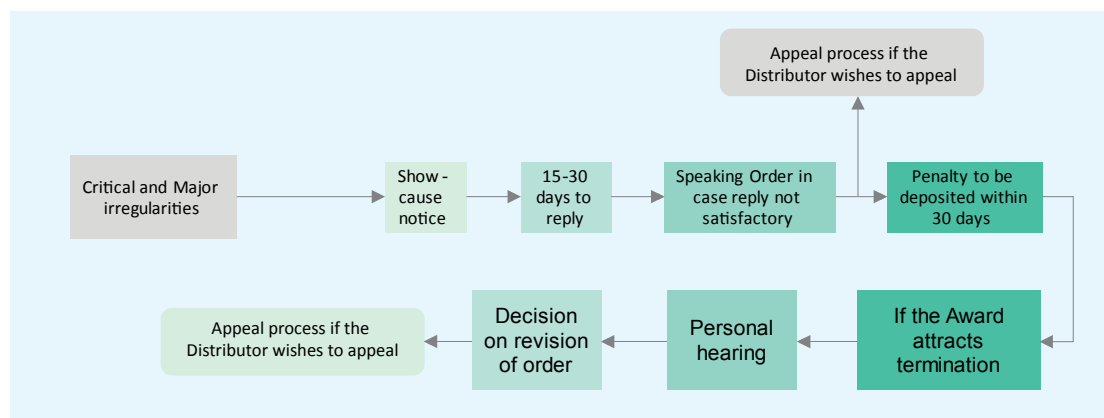 Appeal process if the
Distributor wishes to appeal
Critical and Major
irregularities
Show -
cause
notice
15-30
days to
reply
Speaking Order in
case reply not
satisfactory
Penalty to be
deposited within
30 days
If the Award
attracts
termination
Personal
hearing
Decision
on revision
of order
Appeal process if the
Distributor wishes to appeal